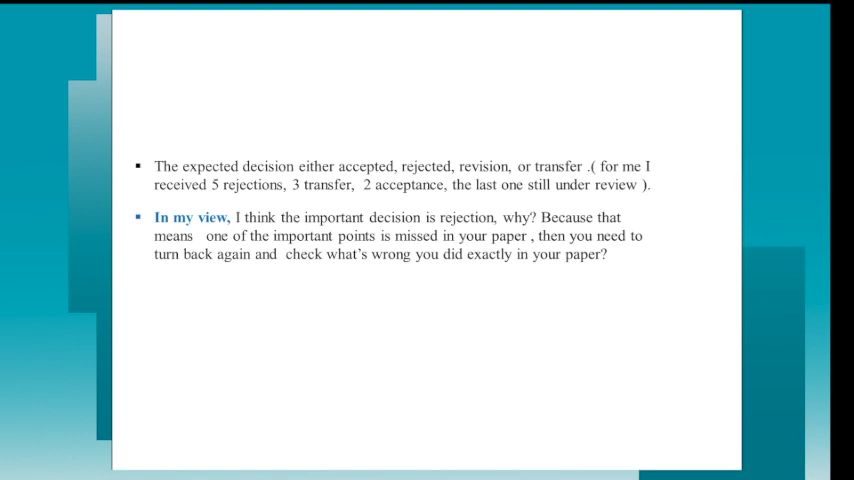 ▪ The expected decision either accepted, rejected, revision, or transfer .( for me I
received 5 rejections, 3 transfer, 2 acceptance, the last one still under review ).
▪ In my view, I think the important decision is rejection, why? Because that
means one of the important points is missed in your paper , then you need to
turn back again and check what's wrong you did exactly in your paper?